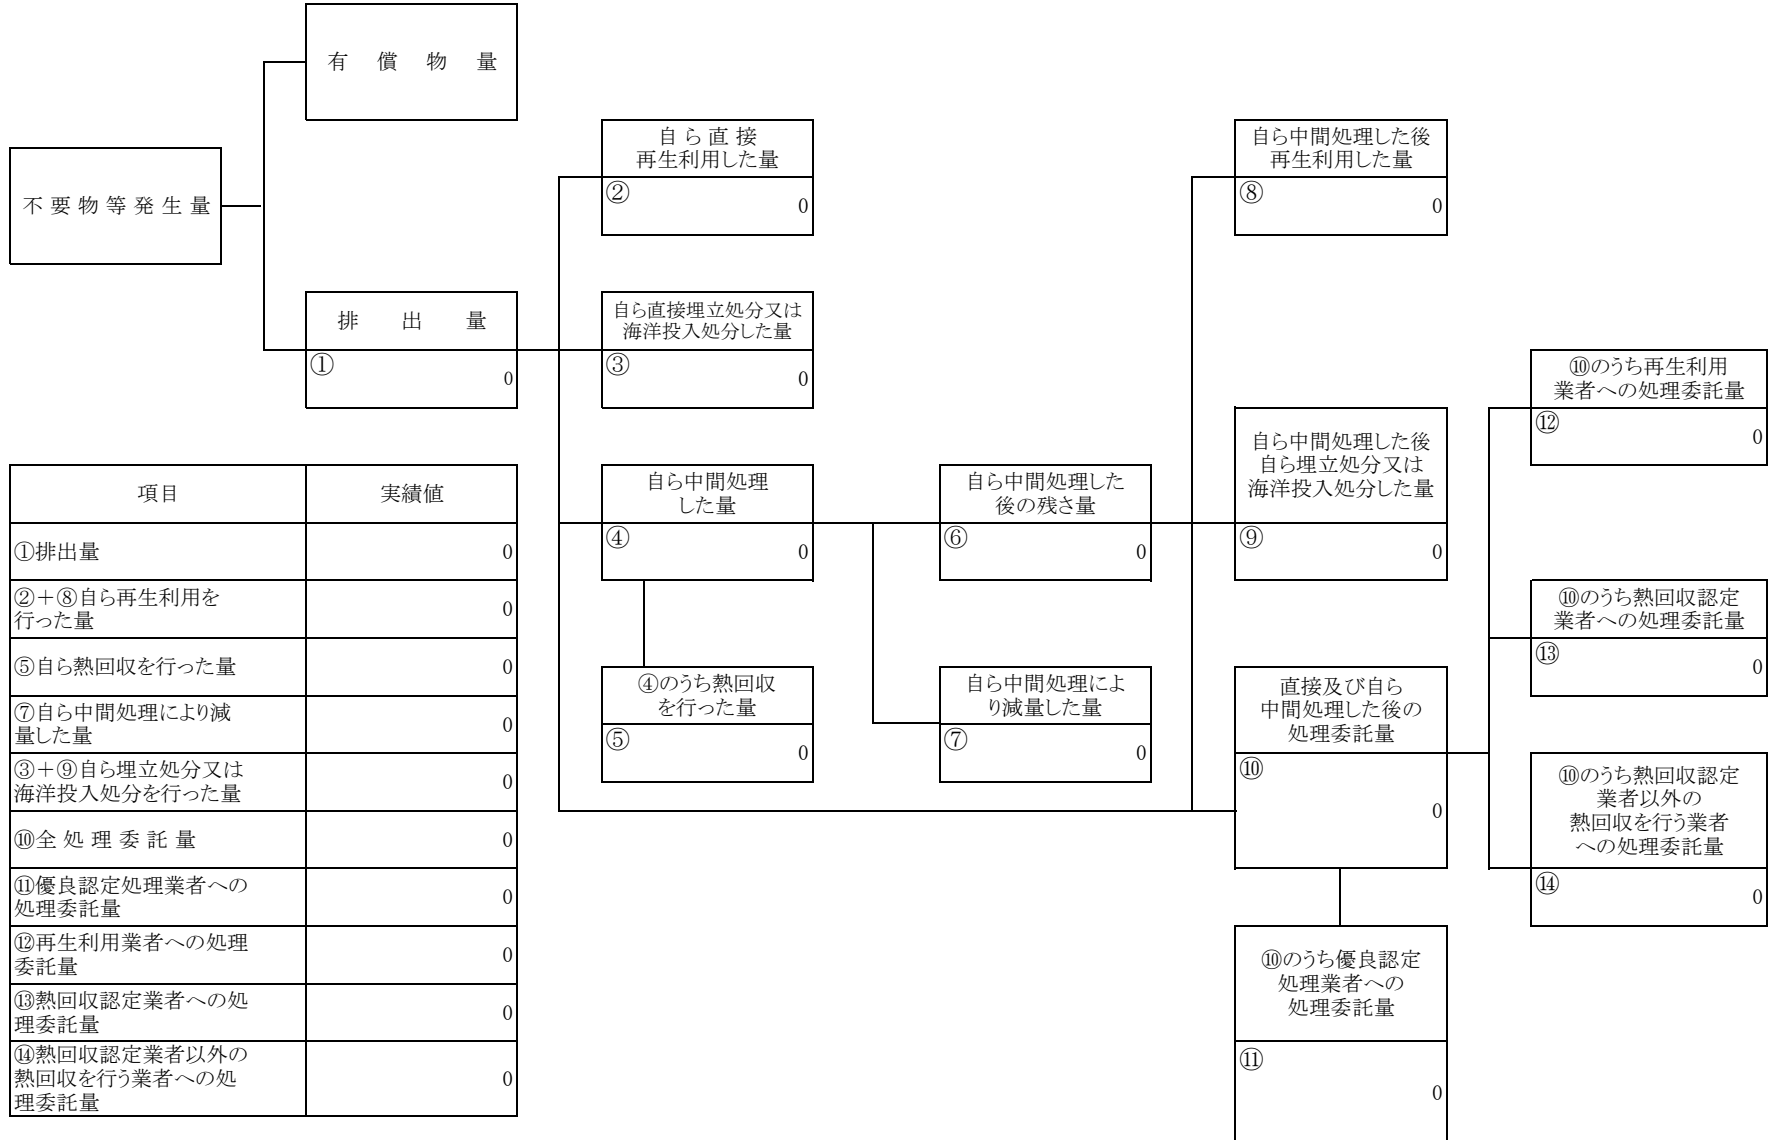 有償物量
不要物等発生量
排出量
①
0
自ら直接
再生利用した量
②
0
自ら直接埋立処分又は
海洋投入処分した量
③
0
自ら中間処理
した量
④
0
④のうち熱回収
を行った量
⑤
0
自ら中間処理した
後の残さ量
⑥
0
自ら中間処理によ
り減量した量
⑦
0
自ら中間処理した後
再生利用した量
⑧
0
自ら中間処理した後
自ら埋立処分又は
海洋投入処分した量
⑨
0
直接及び自ら
中間処理した後の
処理委託量
⑩
0
⑩のうち優良認定
処理業者への
処理委託量
⑪
0
⑩のうち再生利用
業者への処理委託量
⑫
0
⑩のうち熱回収認定
業者への処理委託量
⑬
0
⑩のうち熱回収認定
業者以外の
熱回収を行う業者
への処理委託量
⑭
0
項目 実績値
①排出量 0
②＋⑧自ら再生利用を
行った量 0
⑤自ら熱回収を行った量 0
⑦自ら中間処理により減
量した量 0
③＋⑨自ら埋立処分又は
海洋投入処分を行った量 0
⑩全処理委託量 0
⑪優良認定処理業者への
処理委託量 0
⑫再生利用業者への処理
委託量 0
⑬熱回収認定業者への処
理委託量 0
⑭熱回収認定業者以外の
熱回収を行う業者への処 0
理委託量